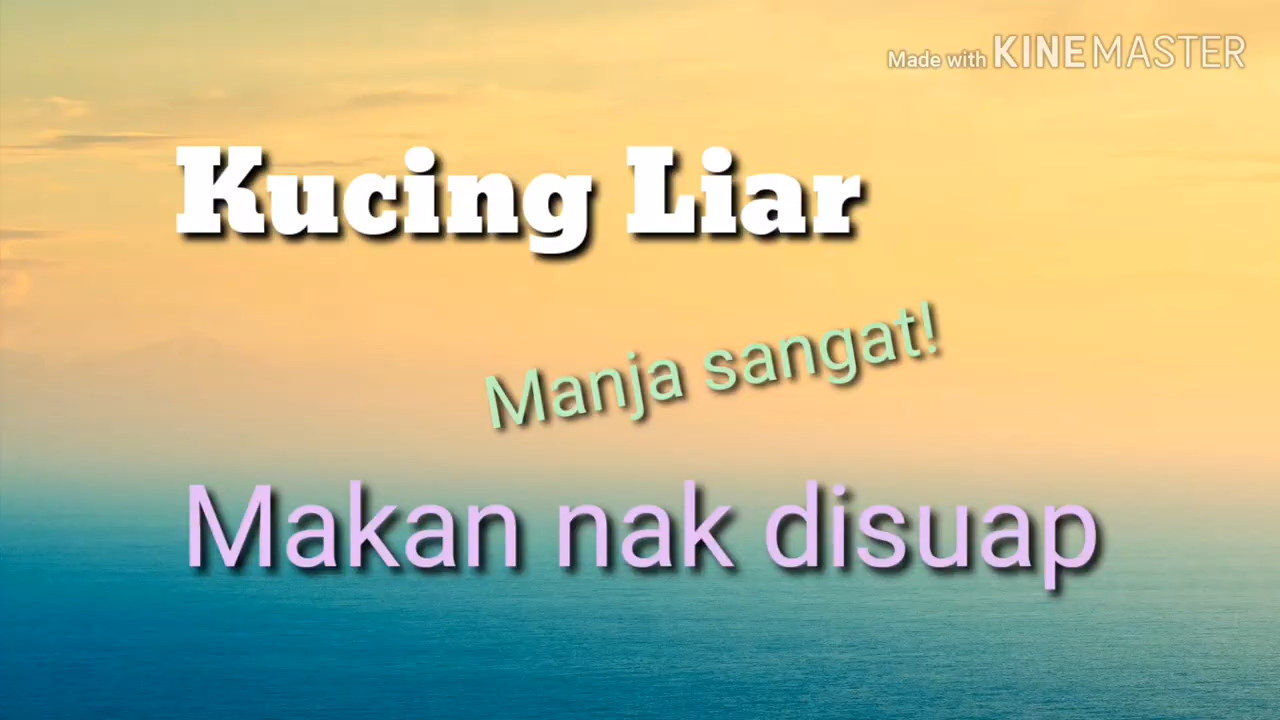 Made with KINEMASTER
Kucing Liar
Manja sangat!
Makan nak disuap